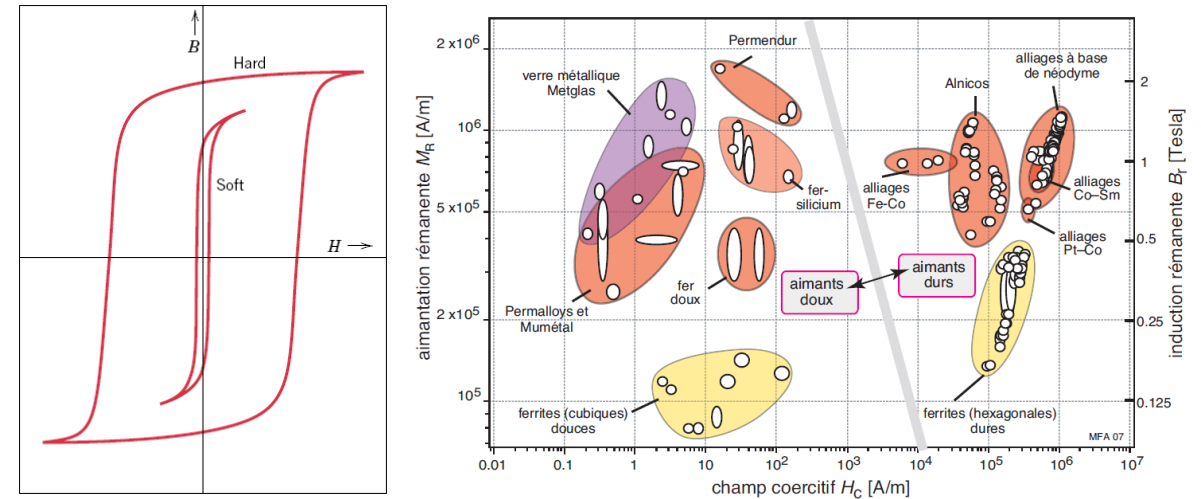 B
Hard
Soft
H
aimantation rémanente M_R [A/m]
2 x10⁶
10⁶
5 x10⁵
2 x10⁵
10⁵
induction rémanente B_r [Tesla]
2
1
0.5
0.25
0.125
champ coercitif H_C [A/m]
0.01
0.1
1
10
10²
10³
10⁴
10⁵
10⁶
10⁷
Permendur
verre métallique
Metglas
alliages à base
de néodyme
Alnicos
fer-
silicium
alliages
Fe-Co
alliages
Co–Sm
alliages
Pt–Co
aimants
doux
aimants
durs
fer
doux
Permalloys et
Mumétal
ferrites (cubiques)
douces
ferrites (hexagonales)
dures
MFA 07